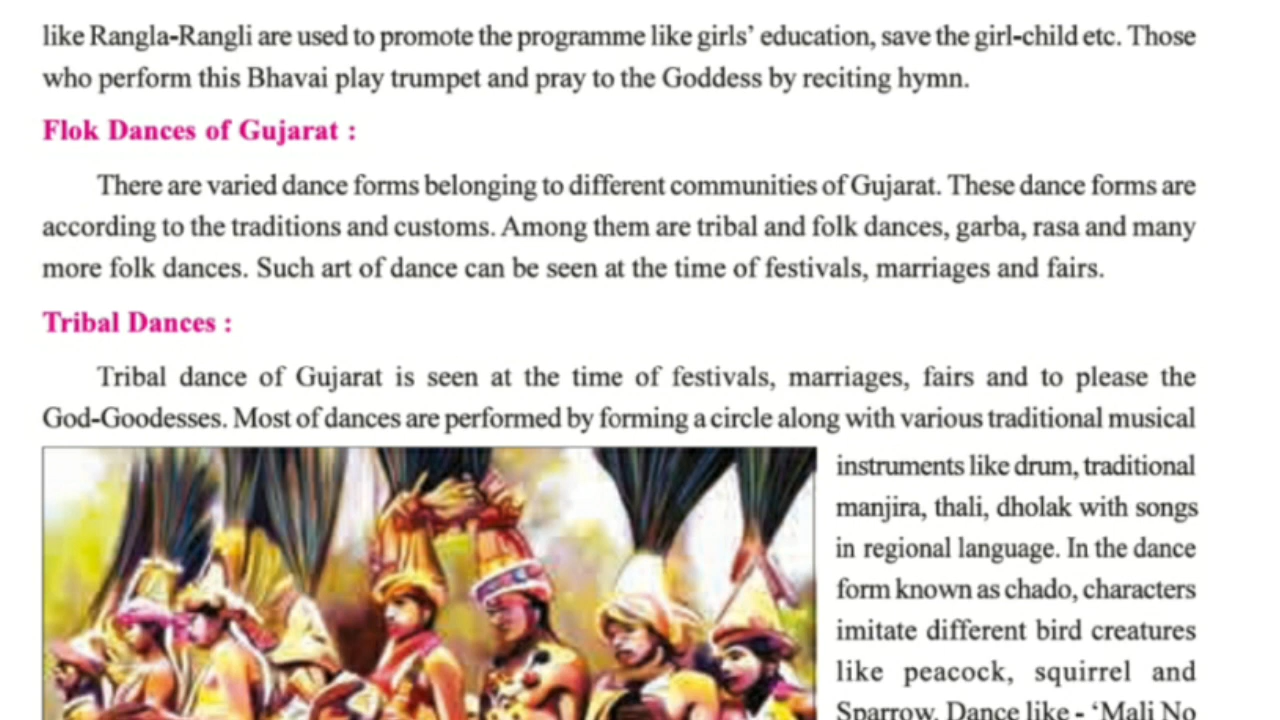 like Rangla-Rangli are used to promote the programme like girls' education, save the girl-child etc. Those
who perform this Bhavai play trumpet and pray to the Goddess by reciting hymn.
Flok Dances of Gujarat :
There are varied dance forms belonging to different communities of Gujarat. These dance forms are
according to the traditions and customs. Among them are tribal and folk dances, garba, rasa and many
more folk dances. Such art of dance can be seen at the time of festivals, marriages and fairs.
Tribal Dances :
Tribal dance of Gujarat is seen at the time of festivals, marriages, fairs and to please the
God-Goodesses. Most of dances are performed by forming a circle along with various traditional musical
instruments like drum, traditional
manjira, thali, dholak with songs
in regional language. In the dance
form known as chado, characters
imitate different bird creatures
like peacock, squirrel and
Sparrow. Dance like - 'Mali No